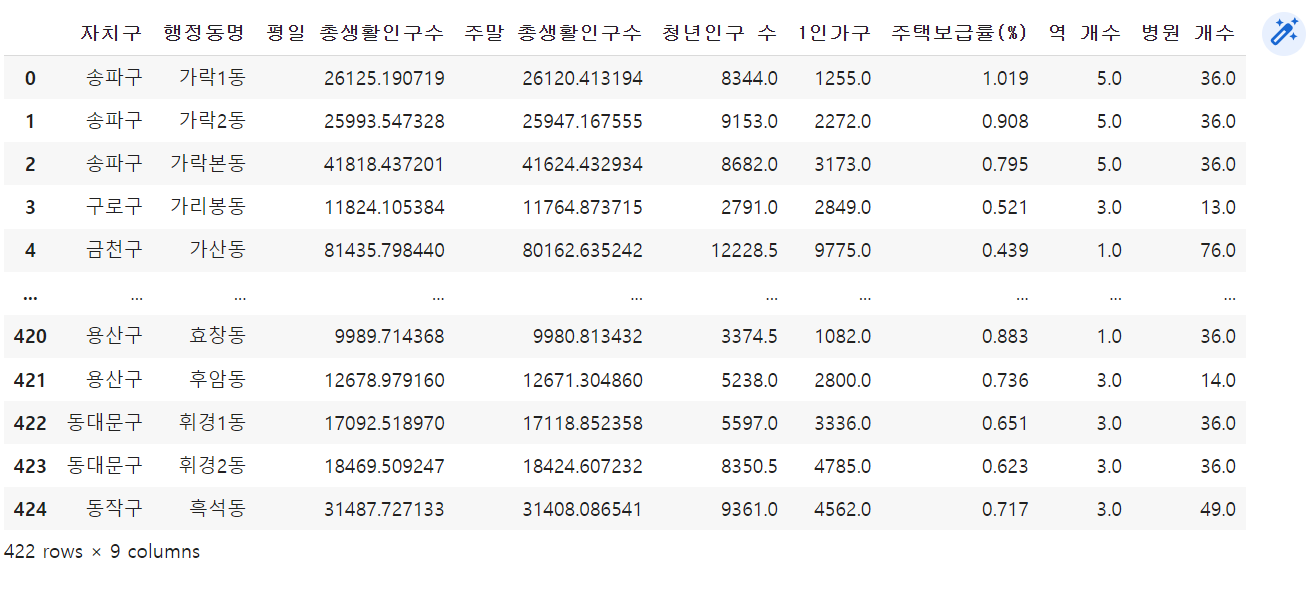 자치구 행정동명 평일 총생활인구수 주말 총생활인구수 청년인구 수 1인가구 주택보급률(%) 역 개수 병원 개수
0 송파구 가락1동 26125.190719 26120.413194 8344.0 1255.0 1.019 5.0 36.0
1 송파구 가락2동 25993.547328 25947.167555 9153.0 2272.0 0.908 5.0 36.0
2 송파구 가락본동 41818.437201 41624.432934 8682.0 3173.0 0.795 5.0 36.0
3 구로구 가리봉동 11824.105384 11764.873715 2791.0 2849.0 0.521 3.0 13.0
4 금천구 가산동 81435.798440 80162.635242 12228.5 9775.0 0.439 1.0 76.0
... ... ... ... ... ... ... ... ... ...
420 용산구 효창동 9989.714368 9980.813432 3374.5 1082.0 0.883 1.0 36.0
421 용산구 후암동 12678.979160 12671.304860 5238.0 2800.0 0.736 3.0 14.0
422 동대문구 휘경1동 17092.518970 17118.852358 5597.0 3336.0 0.651 3.0 36.0
423 동대문구 휘경2동 18469.509247 18424.607232 8350.5 4785.0 0.623 3.0 36.0
424 동작구 흑석동 31487.727133 31408.086541 9361.0 4562.0 0.717 3.0 49.0
422 rows × 9 columns